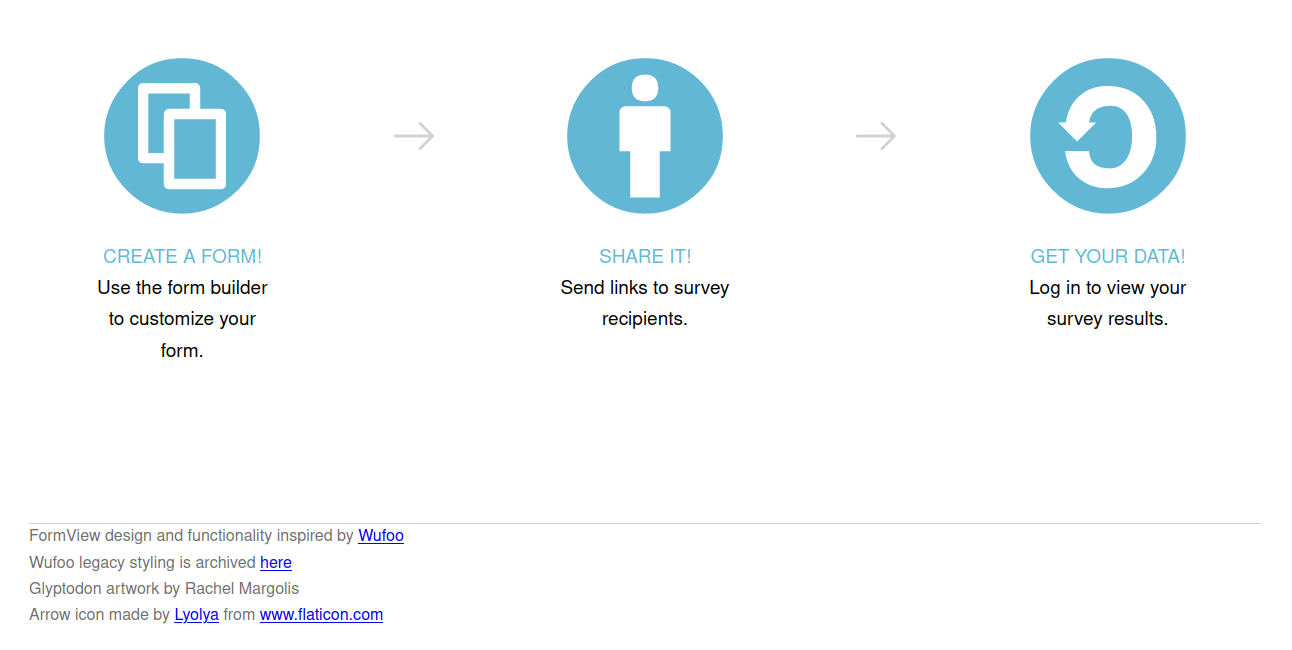 CREATE A FORM!
Use the form builder
to customize your
form.
SHARE IT!
Send links to survey
recipients.
GET YOUR DATA!
Log in to view your
survey results.
FormView design and functionality inspired by Wufoo
Wufoo legacy styling is archived here
Glyptodon artwork by Rachel Margolis
Arrow icon made by Lyolya from www.flaticon.com